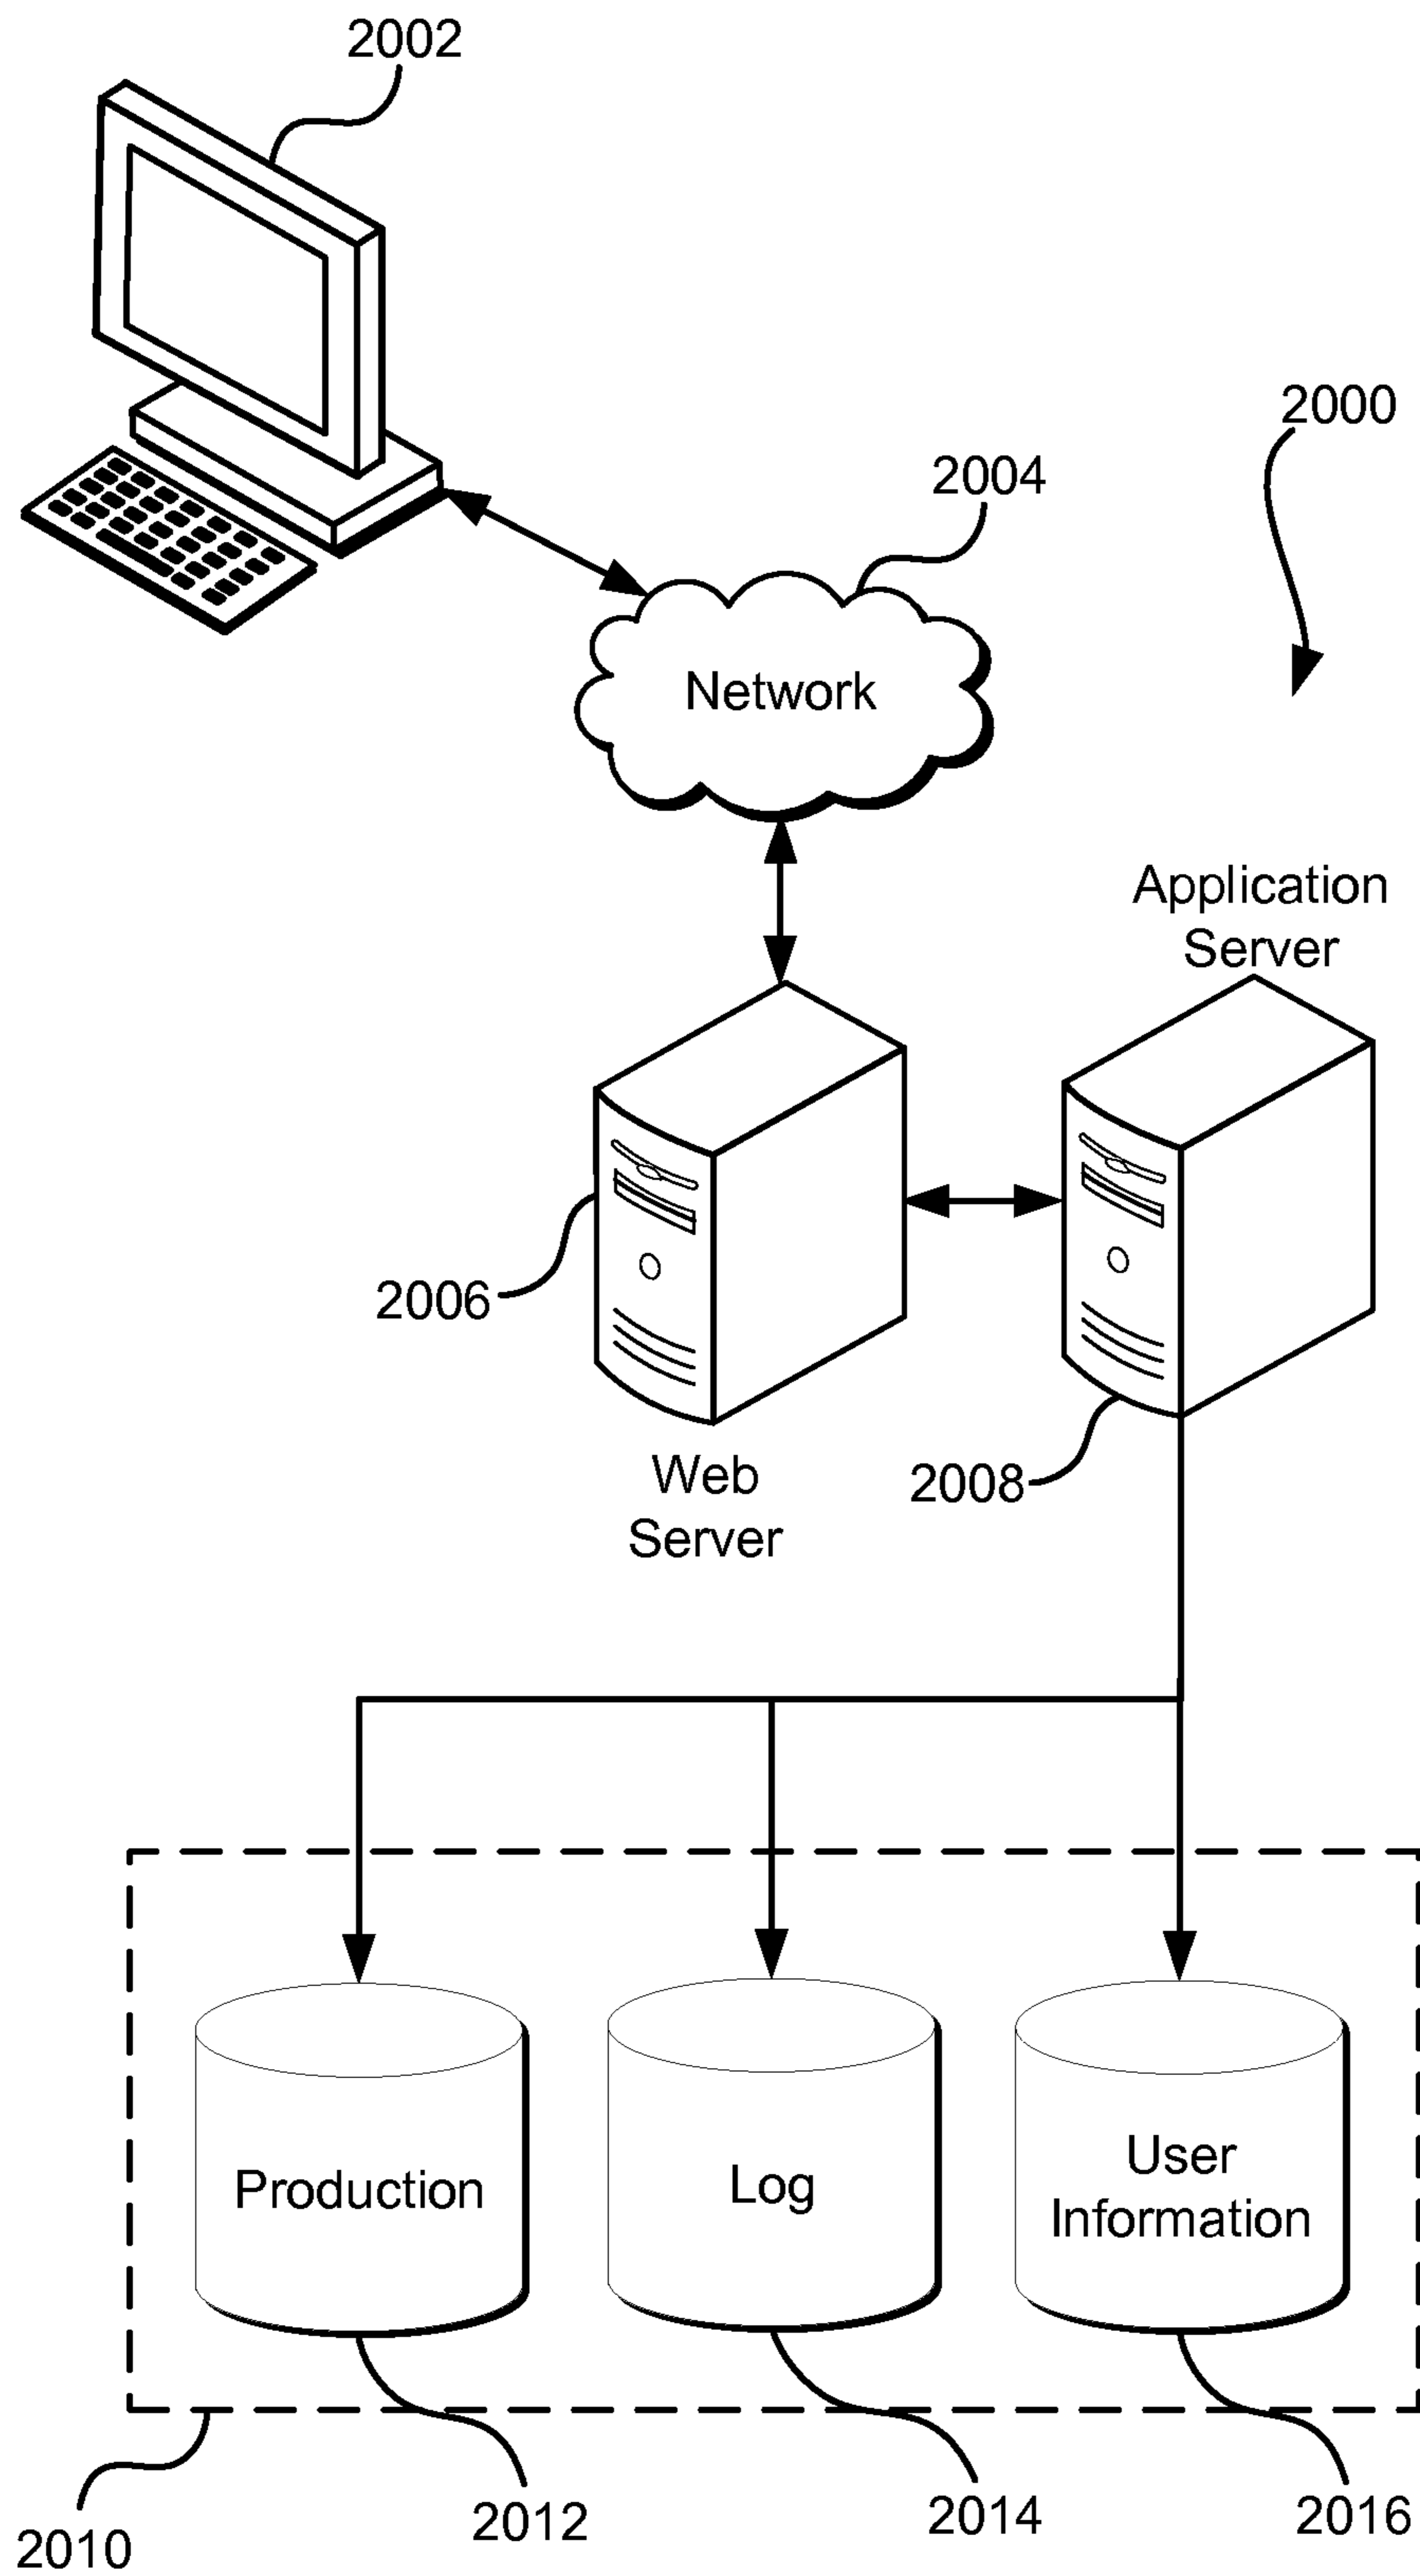 2002
2000
2004
Network
Application
Server
2006
Web
Server
2008
Production
Log
User
Information
2010
2012
2014
2016